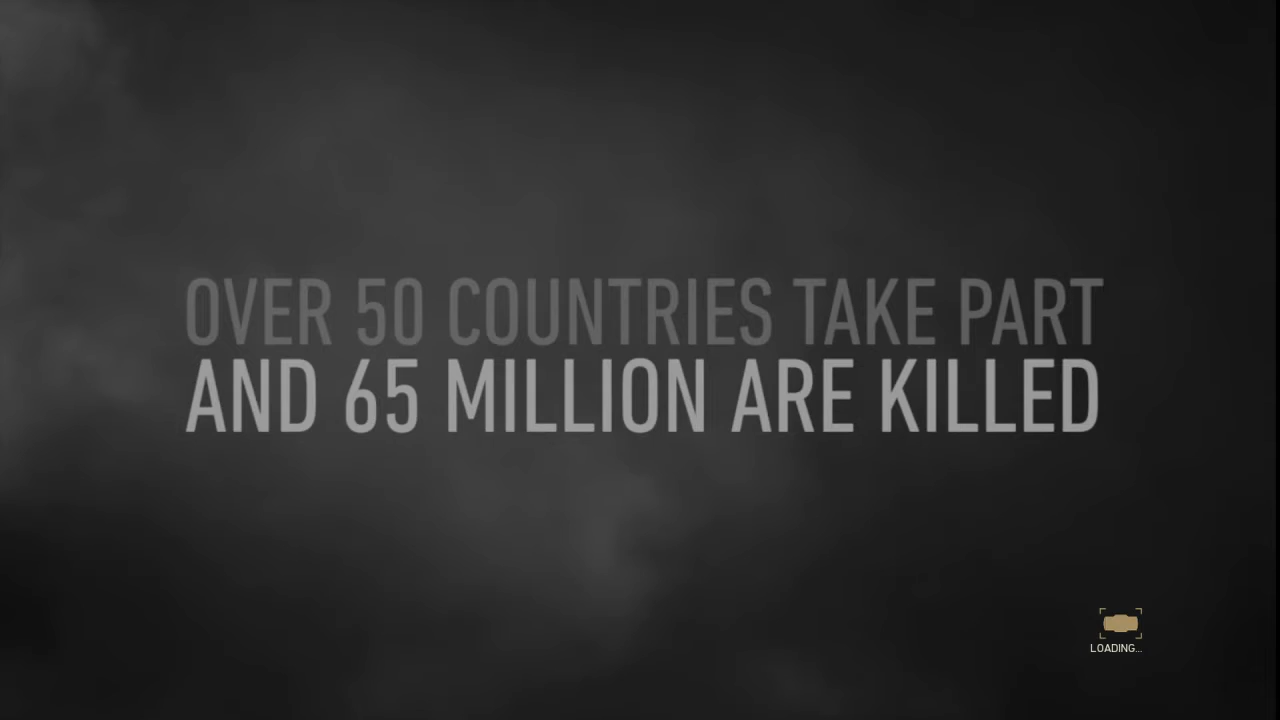 OVER 50 COUNTRIES TAKE PART
AND 65 MILLION ARE KILLED
LOADING...